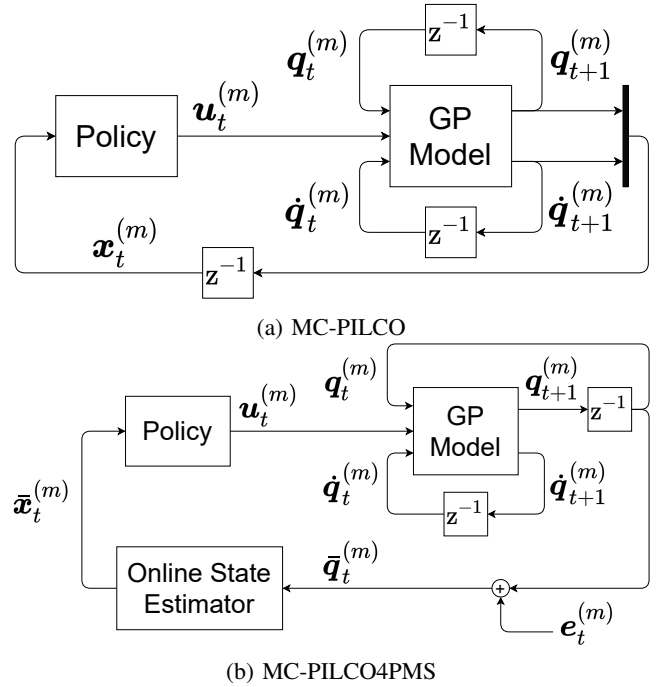 z⁻¹
q_t^{(m)}
q_{t+1}^{(m)}
u_t^{(m)}
Policy
GP
Model
q̇_t^{(m)}
q̇_{t+1}^{(m)}
z⁻¹
x_t^{(m)}
z⁻¹
(a) MC-PILCO
q_t^{(m)}
q_{t+1}^{(m)}
z⁻¹
u_t^{(m)}
Policy
GP
Model
q̇_t^{(m)}
q̇_{t+1}^{(m)}
z⁻¹
x̄_t^{(m)}
q̄_t^{(m)}
Online State
Estimator
+
e_t^{(m)}
(b) MC-PILCO4PMS